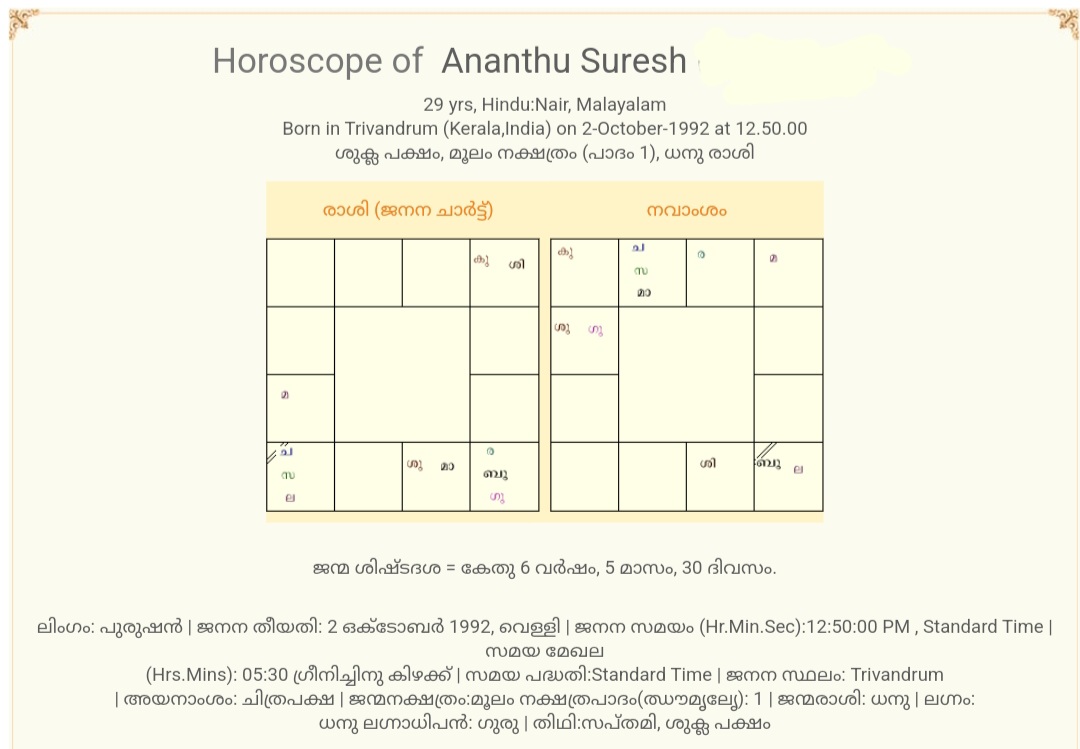 Horoscope of Ananthu Suresh
29 yrs, Hindu:Nair, Malayalam
Born in Trivandrum (Kerala,India) on 2-October-1992 at 12.50.00
ശുക്ല പക്ഷം, മൂലം നക്ഷത്രം (പാദം 1), ധനു രാശി
രാശി (ജനന ചാർട്ട്)
നവാംശം
കു ശി
കു
ച
സ
മാ
ര
മ
ശു ഗു
മ
ച
സ
ല
ശു മാ
ര
ബു
ഗു
ശി
ബു ല
ജന്മ ശിഷ്ടദശ = കേതു 6 വർഷം, 5 മാസം, 30 ദിവസം.
ലിംഗം: പുരുഷൻ | ജനന തീയതി: 2 ഒക്ടോബർ 1992, വെള്ളി | ജനന സമയം (Hr.Min.Sec):12:50:00 PM , Standard Time |
സമയ മേഖല
(Hrs.Mins): 05:30 ഗ്രീനിച്ചിനു കിഴക്ക് | സമയ പദ്ധതി:Standard Time | ജനന സ്ഥലം: Trivandrum
| അയനാംശം: ചിത്രപക്ഷ | ജന്മനക്ഷത്രം:മൂലം നക്ഷത്രപാദം(ഝൗമൃലേൃ): 1 | ജന്മരാശി: ധനു | ലഗ്നം:
ധനു ലഗ്നാധിപൻ: ഗുരു | തിഥി:സപ്തമി, ശുക്ല പക്ഷം